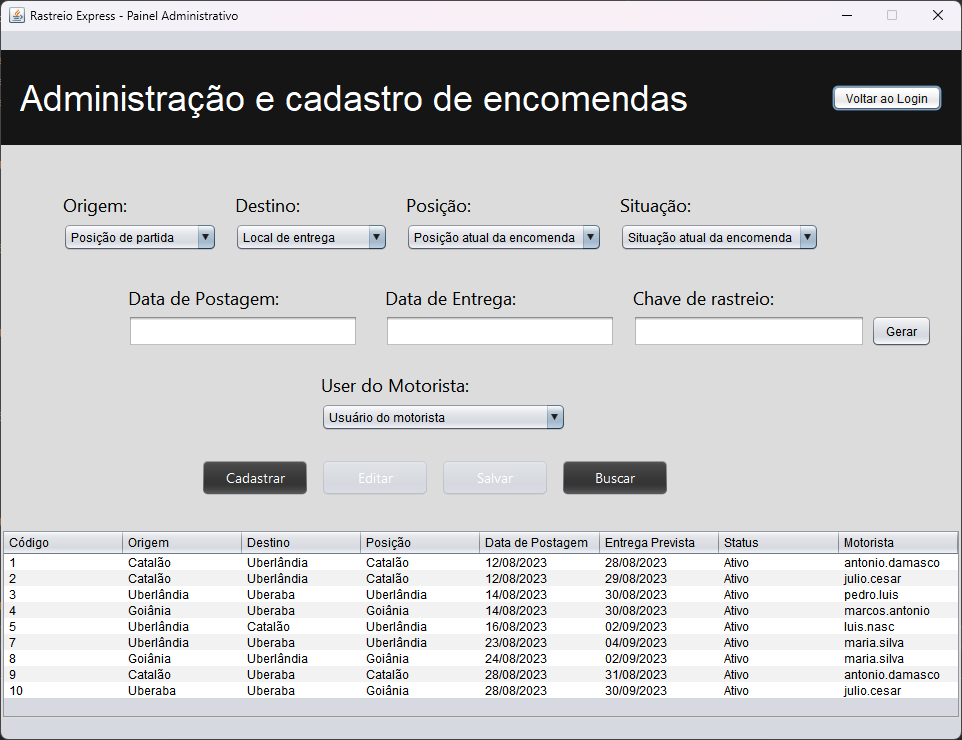 Rastreio Express - Painel Administrativo
Administração e cadastro de encomendas
Voltar ao Login
Origem: Destino: Posição: Situação:
Posição de partida Local de entrega Posição atual da encomenda Situação atual da encomenda
Data de Postagem: Data de Entrega: Chave de rastreio:
Gerar
User do Motorista:
Usuário do motorista
Cadastrar Editar Salvar Buscar
Código Origem Destino Posição Data de Postagem Entrega Prevista Status Motorista
1 Catalão Uberlândia Catalão 12/08/2023 28/08/2023 Ativo antonio.damasco
2 Catalão Uberlândia Catalão 12/08/2023 29/08/2023 Ativo julio.cesar
3 Uberlândia Uberaba Uberlândia 14/08/2023 30/08/2023 Ativo pedro.luis
4 Goiânia Uberaba Goiânia 14/08/2023 30/08/2023 Ativo marcos.antonio
5 Uberlândia Catalão Uberlândia 16/08/2023 02/09/2023 Ativo luis.nasc
7 Uberlândia Uberaba Uberlândia 23/08/2023 04/09/2023 Ativo maria.silva
8 Goiânia Uberlândia Goiânia 24/08/2023 02/09/2023 Ativo maria.silva
9 Catalão Uberaba Catalão 28/08/2023 31/08/2023 Ativo antonio.damasco
10 Uberaba Uberaba Goiânia 28/08/2023 30/09/2023 Ativo julio.cesar